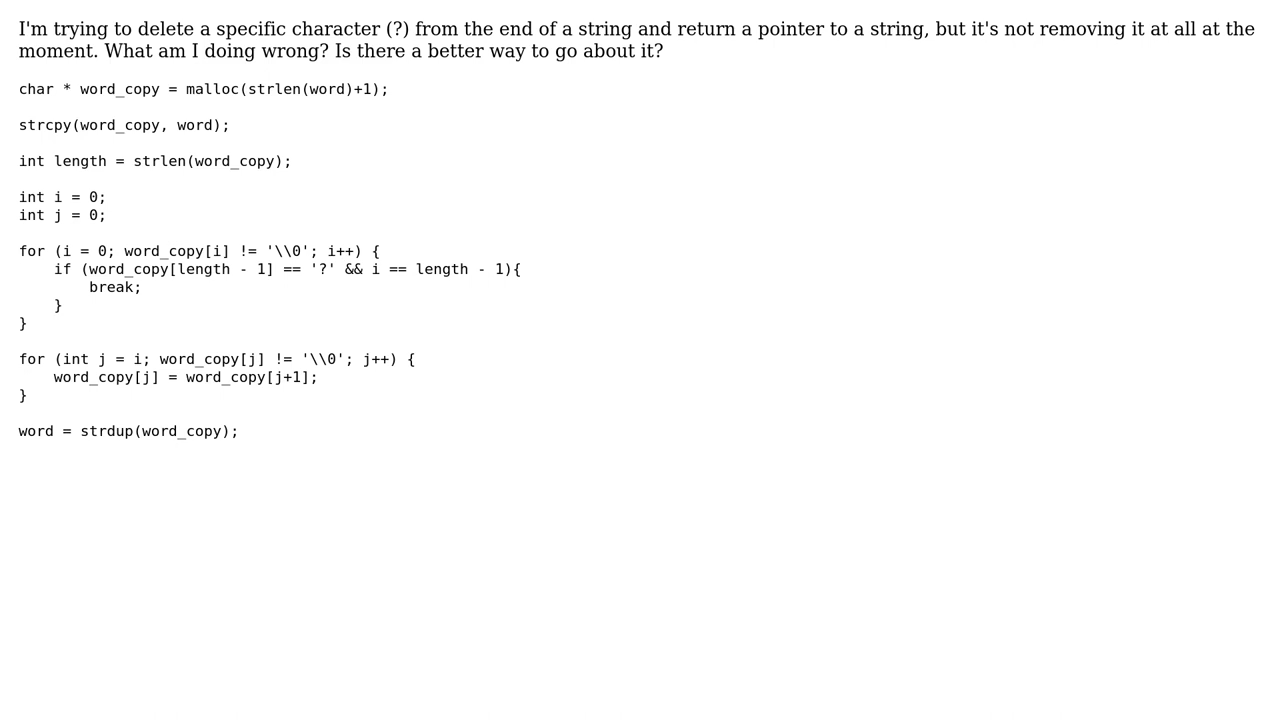 I'm trying to delete a specific character (?) from the end of a string and return a pointer to a string, but it's not removing it at all at the
moment. What am I doing wrong? Is there a better way to go about it?
char * word_copy = malloc(strlen(word)+1);
strcpy(word_copy, word);
int length = strlen(word_copy);
int i = 0;
int j = 0;
for (i = 0; word_copy[i] != '\\0'; i++) {
    if (word_copy[length - 1] == '?' && i == length - 1){
        break;
    }
}
for (int j = i; word_copy[j] != '\\0'; j++) {
    word_copy[j] = word_copy[j+1];
}
word = strdup(word_copy);